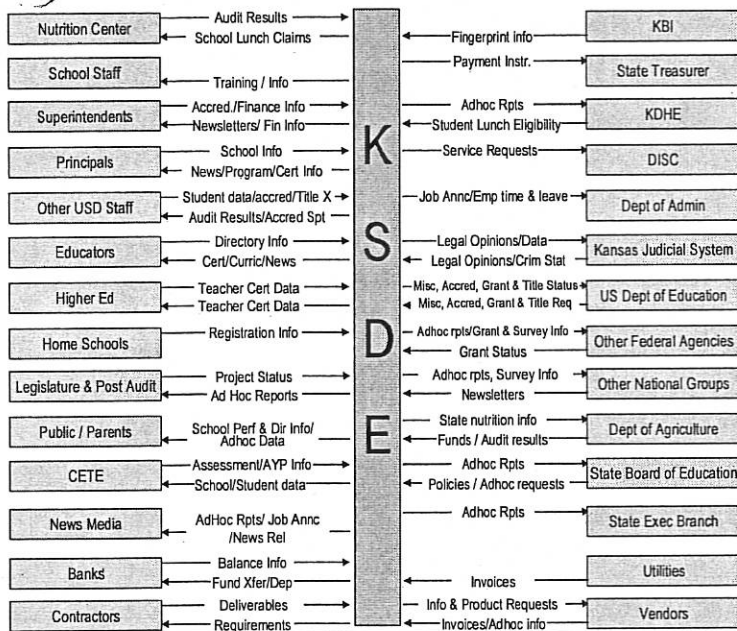 Nutrition Center
Audit Results
School Lunch Claims
School Staff
Training / Info
Superintendents
Accred./Finance Info
Newsletters/ Fin Info
Principals
School Info
News/Program/Cert Info
Other USD Staff
Student data/accred/Title X
Audit Results/Accred Spt
Educators
Directory Info
Cert/Curric/News
Higher Ed
Teacher Cert Data
Teacher Cert Data
Home Schools
Registration Info
Legislature & Post Audit
Project Status
Ad Hoc Reports
Public / Parents
School Perf & Dir Info/
Adhoc Data
CETE
Assessment/AYP Info
School/Student data
News Media
AdHoc Rpts/ Job Annc
/News Rel
Banks
Balance Info
Fund Xfer/Dep
Contractors
Deliverables
Requirements
K
S
D
E
Fingerprint info
KBI
Payment Instr.
State Treasurer
Adhoc Rpts
Student Lunch Eligibility
KDHE
Service Requests
DISC
Job Annc/Emp time & leave
Dept of Admin
Legal Opinions/Data
Legal Opinions/Crim Stat
Kansas Judicial System
Misc, Accred, Grant & Title Status
Misc, Accred, Grant & Title Req
US Dept of Education
Adhoc rpts/Grant & Survey Info
Grant Status
Other Federal Agencies
Adhoc rpts, Survey Info
Newsletters
Other National Groups
State nutrition info
Funds / Audit results
Dept of Agriculture
Adhoc Rpts
Policies / Adhoc requests
State Board of Education
Adhoc Rpts
State Exec Branch
Invoices
Utilities
Info & Product Requests
Invoices/Adhoc info
Vendors